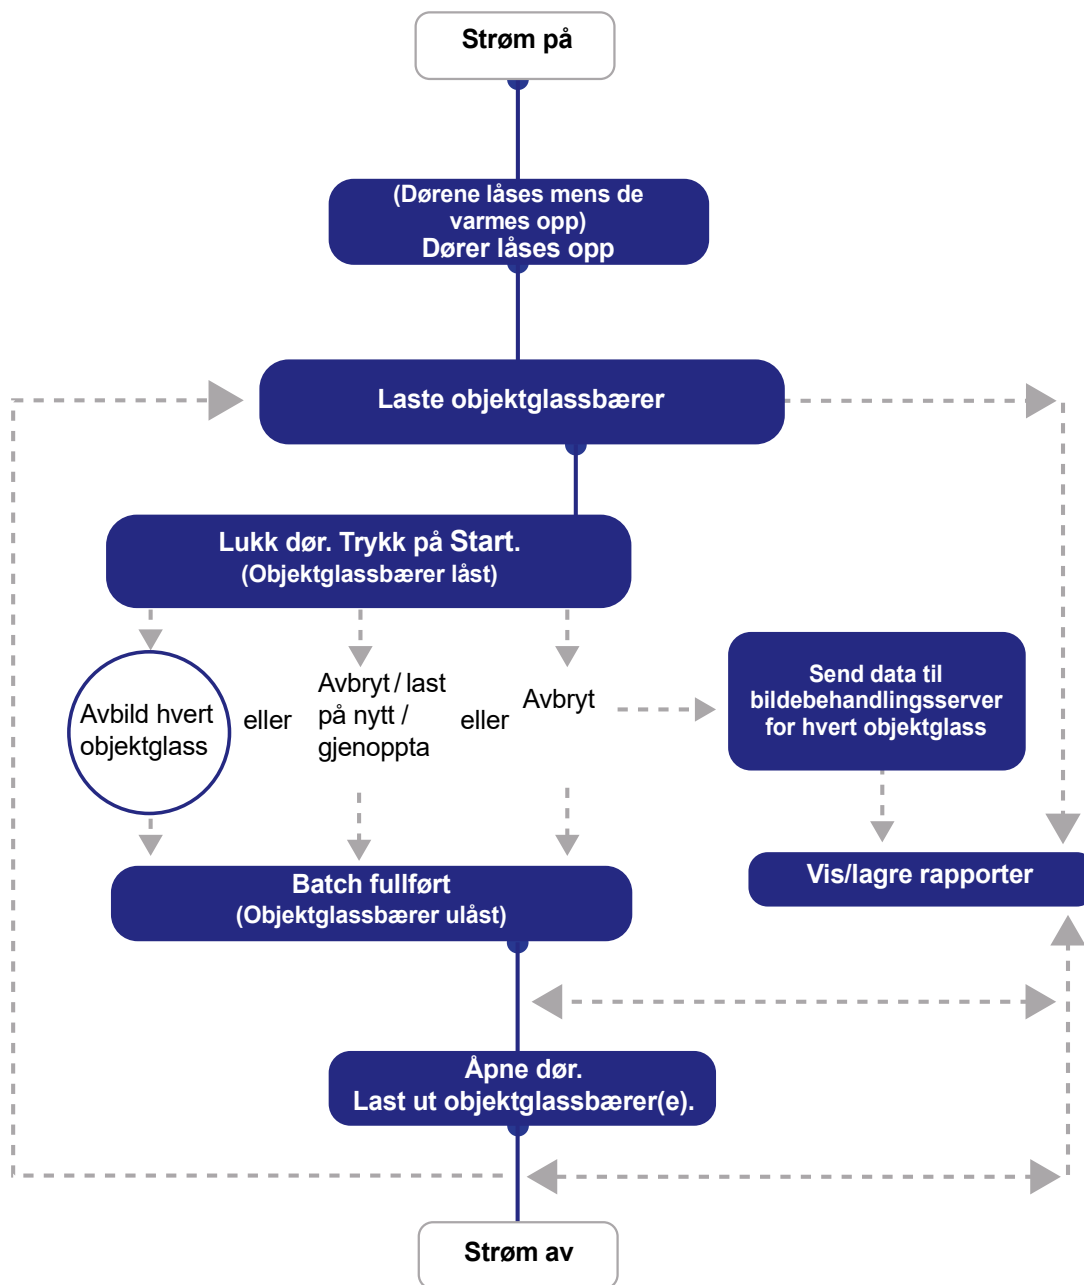 Strøm på
(Dørene låses mens de
varmes opp)
Dører låses opp
Laste objektglassbærer
Lukk dør. Trykk på Start.
(Objektglassbærer låst)
Avbild hvert
objektglass
eller
Avbryt / last
på nytt /
gjenoppta
eller
Avbryt
Send data til
bildebehandlingsserver
for hvert objektglass
Batch fullført
(Objektglassbærer ulåst)
Vis/lagre rapporter
Åpne dør.
Last ut objektglassbærer(e).
Strøm av